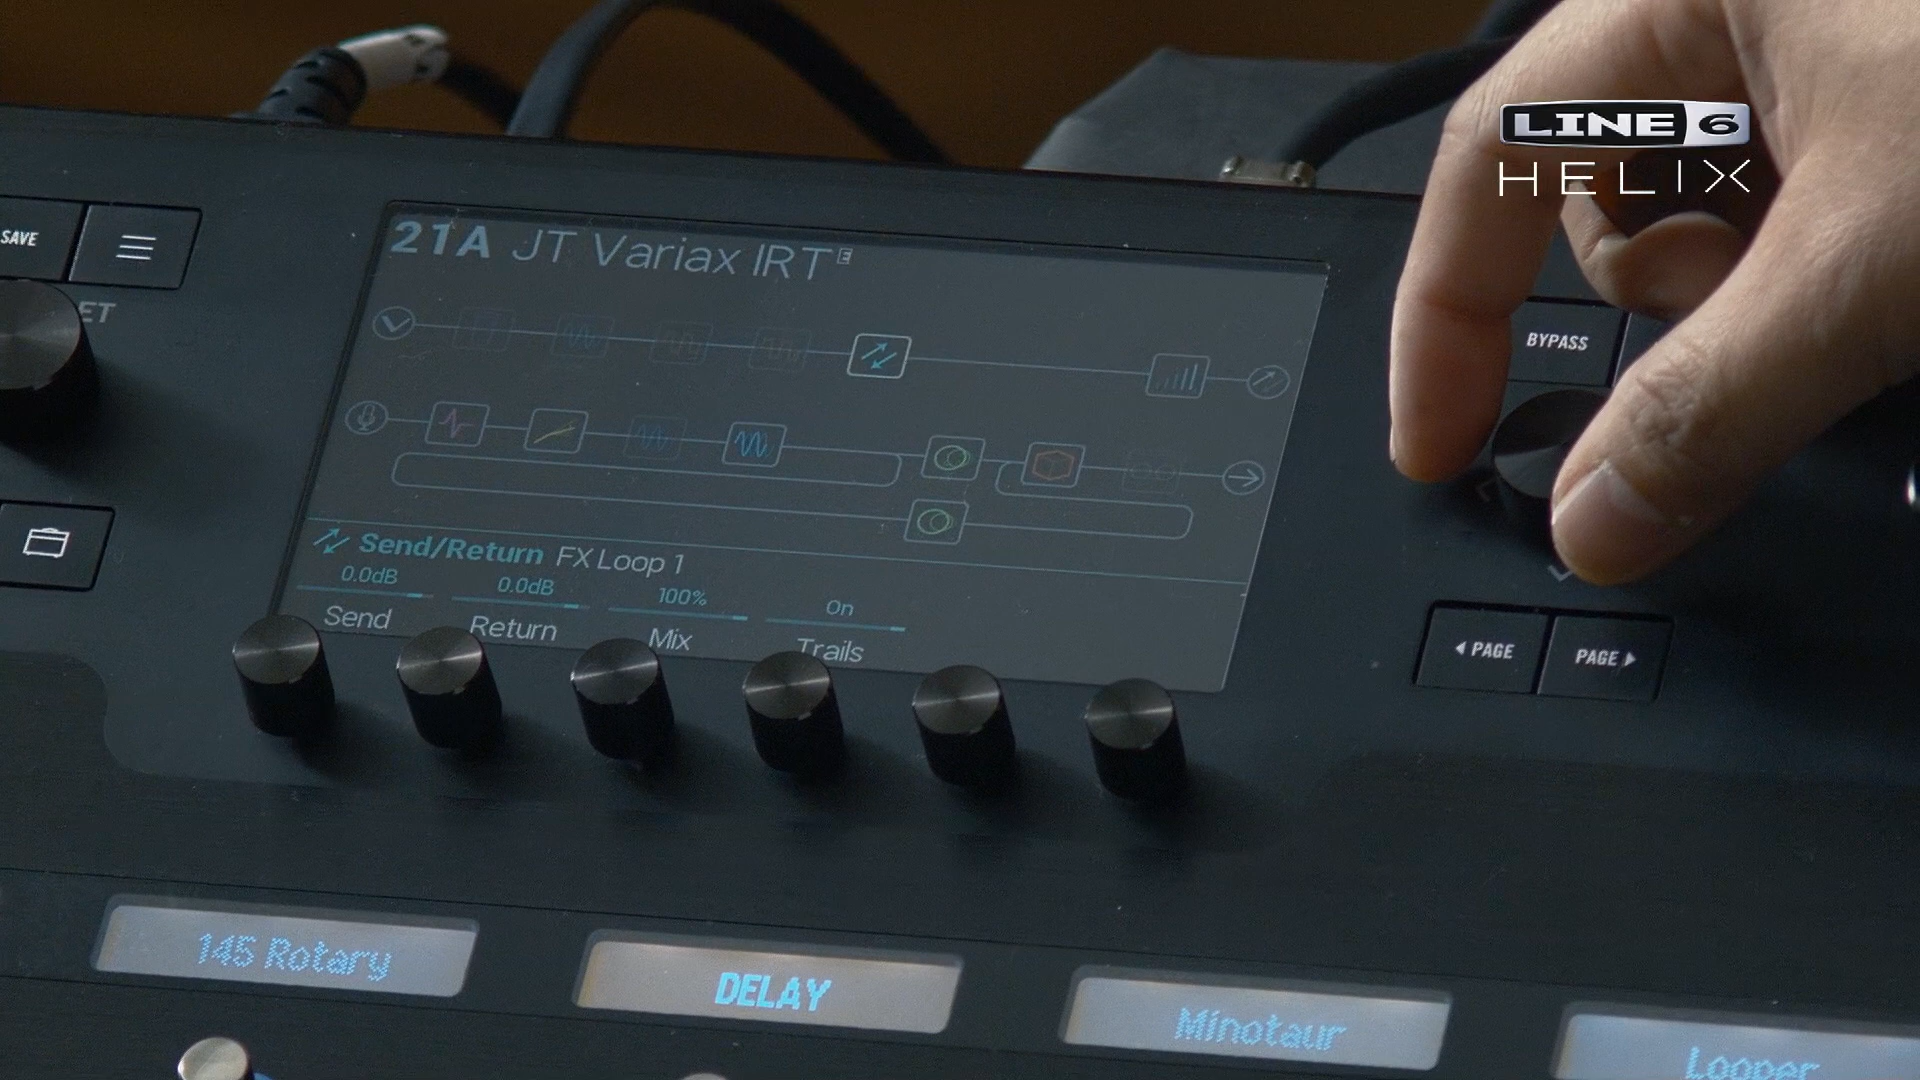 LINE 6
HELIX
SAVE
ET
21A JT Variax IRT E
BYPASS
Send/Return FX Loop 1
0.0dB 0.0dB 100% On
Send Return Mix Trails
PAGE PAGE
145 Rotary
DELAY
Minotaur
Looper